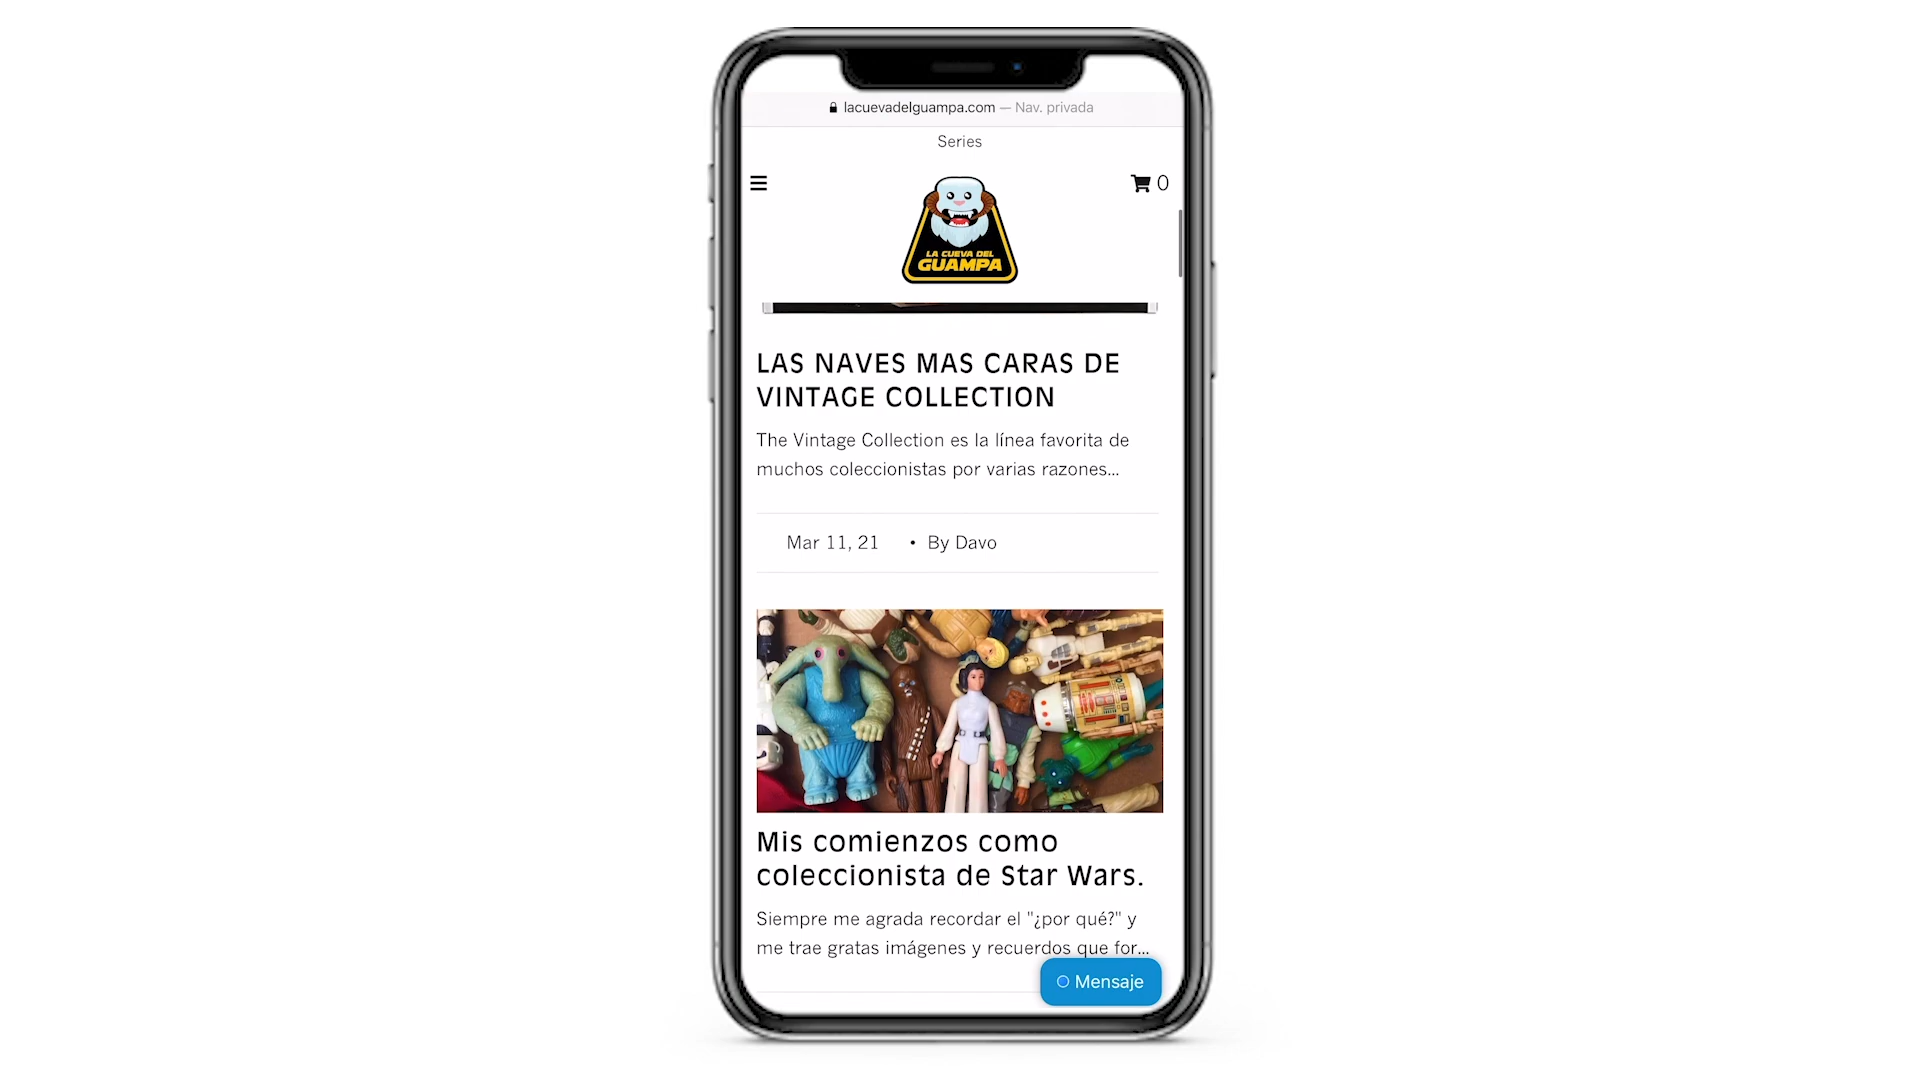 lacuevadelguampa.com — Nav. privada
Series
0
LA CUEVA DEL
GUAMPA
LAS NAVES MAS CARAS DE
VINTAGE COLLECTION
The Vintage Collection es la línea favorita de
muchos coleccionistas por varias razones...
Mar 11, 21 • By Davo
Mis comienzos como
coleccionista de Star Wars.
Siempre me agrada recordar el "¿por qué?" y
me trae gratas imágenes y recuerdos que for...
Mensaje